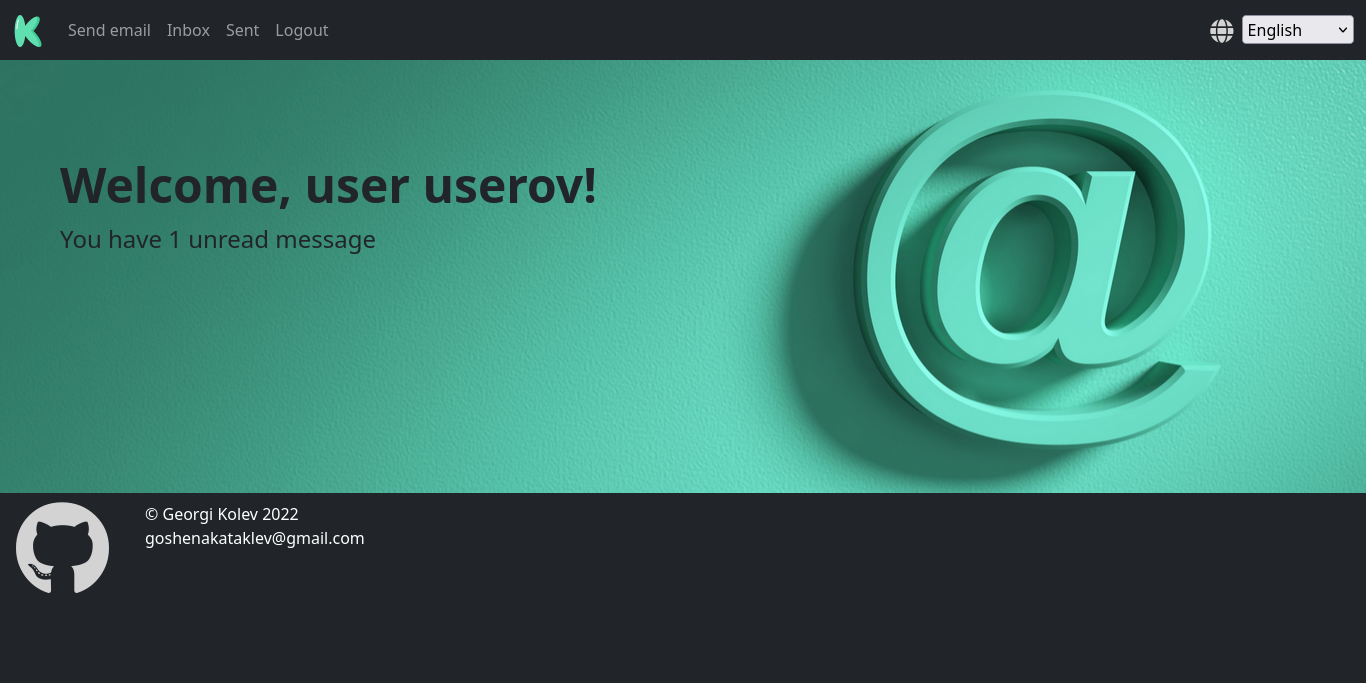 K
Send email
Inbox
Sent
Logout
English
Welcome, user userov!
You have 1 unread message
@
© Georgi Kolev 2022
goshenakataklev@gmail.com